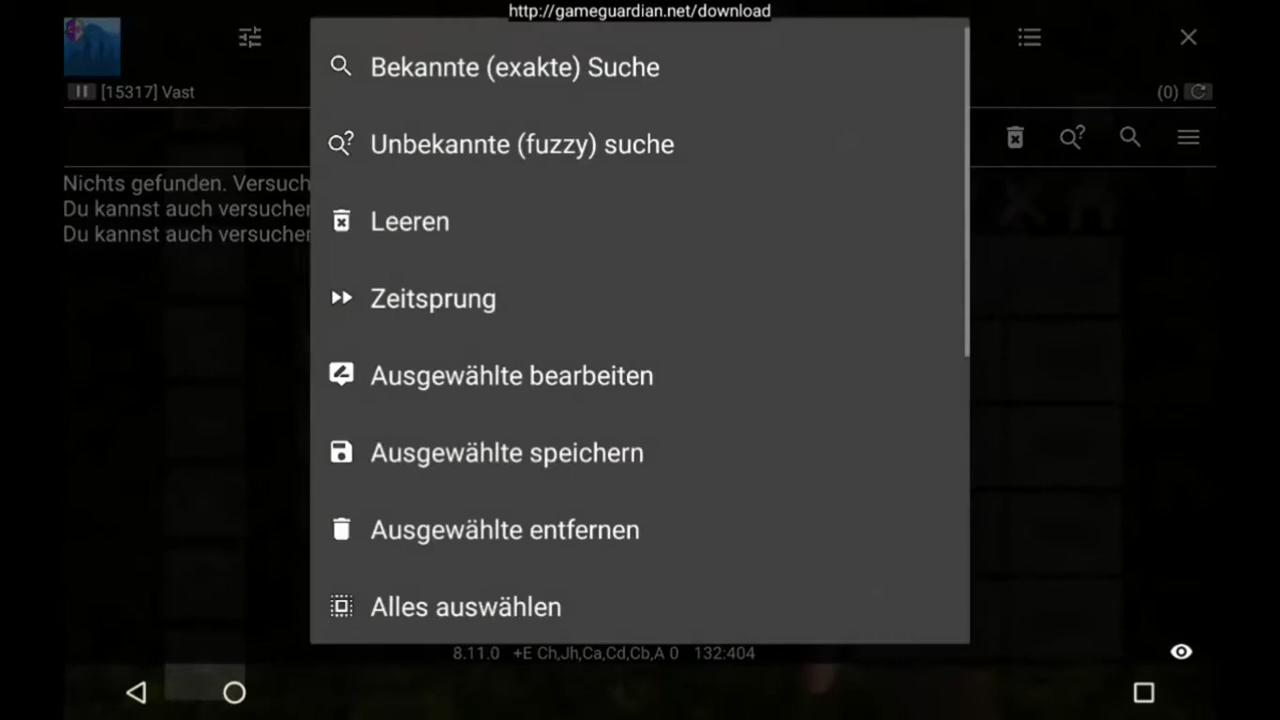 http://gameguardian.net/download
[15317] Vast
(0)
Bekannte (exakte) Suche
Unbekannte (fuzzy) suche
Nichts gefunden. Versuch
Du kannst auch versucher
Du kannst auch versucher
Leeren
Zeitsprung
Ausgewählte bearbeiten
Ausgewählte speichern
Ausgewählte entfernen
Alles auswählen
8.11.0 +E Ch,Jh,Ca,Cd,Cb,A 0 132:404